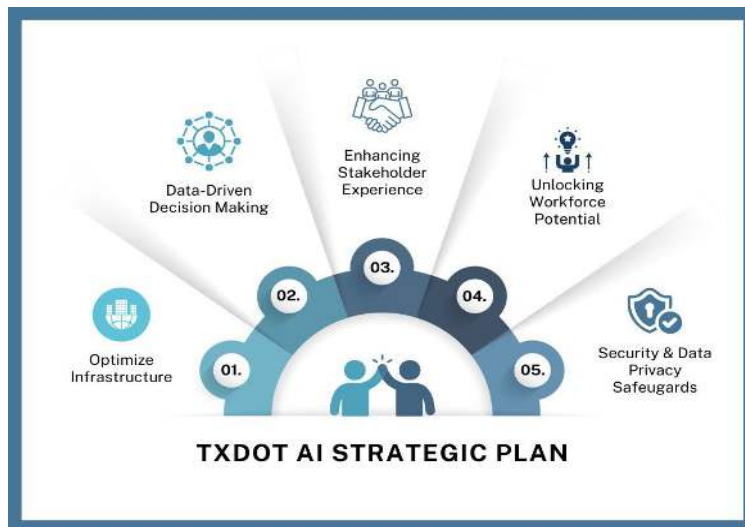 01.
Optimize
Infrastructure
02.
Data-Driven
Decision Making
03.
Enhancing
Stakeholder
Experience
04.
Unlocking
Workforce
Potential
05.
Security & Data
Privacy
Safeugards
TXDOT AI STRATEGIC PLAN